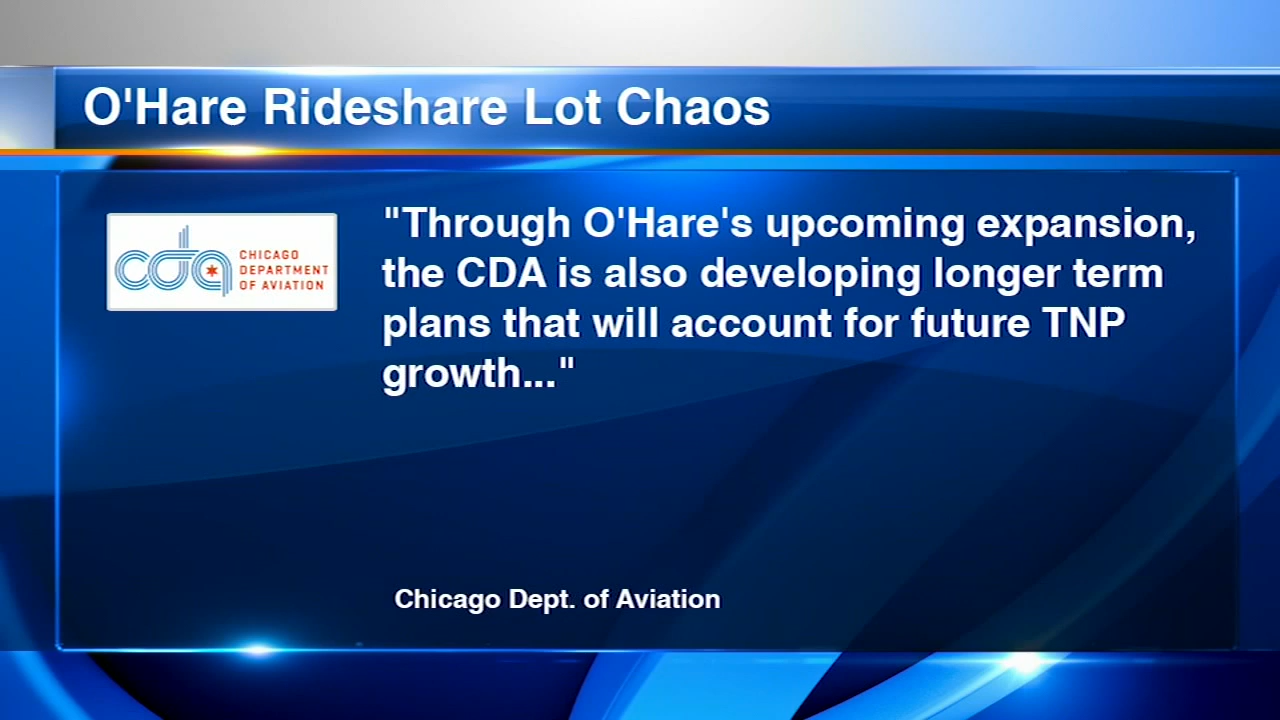 O'Hare Rideshare Lot Chaos
cda
CHICAGO
DEPARTMENT
OF AVIATION
"Through O'Hare's upcoming expansion,
the CDA is also developing longer term
plans that will account for future TNP
growth..."
Chicago Dept. of Aviation